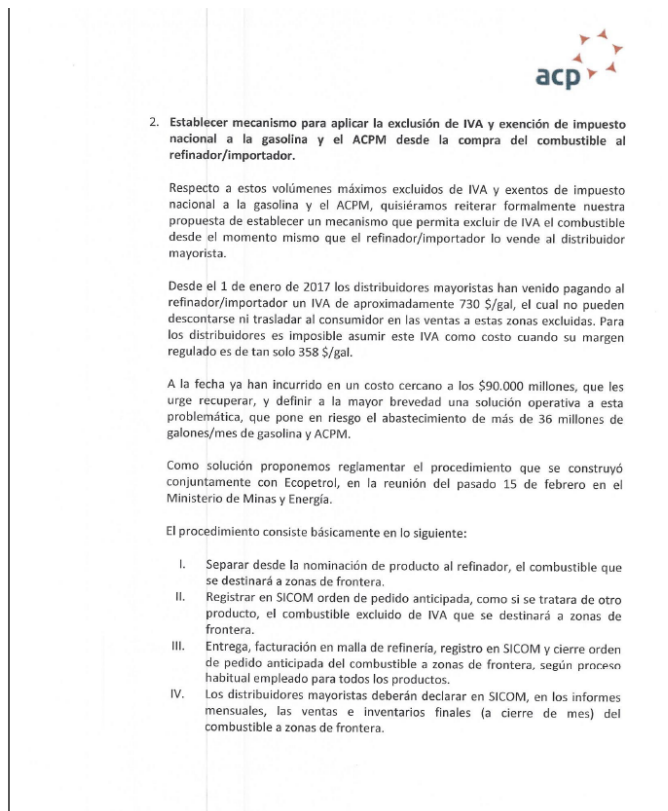 acp
2. Establecer mecanismo para aplicar la exclusión de IVA y exención de impuesto
nacional a la gasolina y el ACPM desde la compra del combustible al
refinador/importador.
Respecto a estos volúmenes máximos excluidos de IVA y exentos de impuesto
nacional a la gasolina y el ACPM, quisiéramos reiterar formalmente nuestra
propuesta de establecer un mecanismo que permita excluir de IVA el combustible
desde el momento mismo que el refinador/importador lo vende al distribuidor
mayorista.
Desde el 1 de enero de 2017 los distribuidores mayoristas han venido pagando al
refinador/importador un IVA de aproximadamente 730 $/gal, el cual no pueden
descontarse ni trasladar al consumidor en las ventas a estas zonas excluidas. Para
los distribuidores es imposible asumir este IVA como costo cuando su margen
regulado es de tan solo 358 $/gal.
A la fecha ya han incurrido en un costo cercano a los $90.000 millones, que les
urge recuperar, y definir a la mayor brevedad una solución operativa a esta
problemática, que pone en riesgo el abastecimiento de más de 36 millones de
galones/mes de gasolina y ACPM.
Como solución proponemos reglamentar el procedimiento que se construyó
conjuntamente con Ecopetrol, en la reunión del pasado 15 de febrero en el
Ministerio de Minas y Energía.
El procedimiento consiste básicamente en lo siguiente:
I. Separar desde la nominación de producto al refinador, el combustible que
se destinará a zonas de frontera.
II. Registrar en SICOM orden de pedido anticipada, como si se tratara de otro
producto, el combustible excluido de IVA que se destinará a zonas de
frontera.
III. Entrega, facturación en malla de refinería, registro en SICOM y cierre orden
de pedido anticipada del combustible a zonas de frontera, según proceso
habitual empleado para todos los productos.
IV. Los distribuidores mayoristas deberán declarar en SICOM, en los informes
mensuales, las ventas e inventarios finales (a cierre de mes) del
combustible a zonas de frontera.